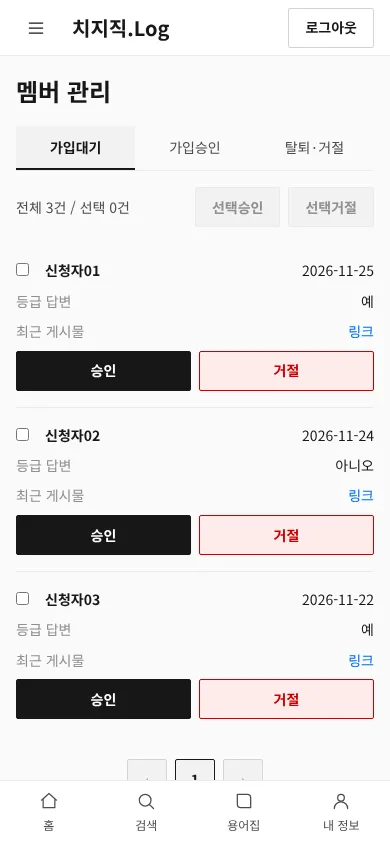 치지직.Log
로그아웃
멤버 관리
가입대기
가입승인
탈퇴·거절
전체 3건 / 선택 0건
선택승인
선택거절
신청자01
2026-11-25
등급 답변
예
최근 게시물
링크
승인
거절
신청자02
2026-11-24
등급 답변
아니오
최근 게시물
링크
승인
거절
신청자03
2026-11-22
등급 답변
예
최근 게시물
링크
승인
거절
1
홈
검색
용어집
내 정보